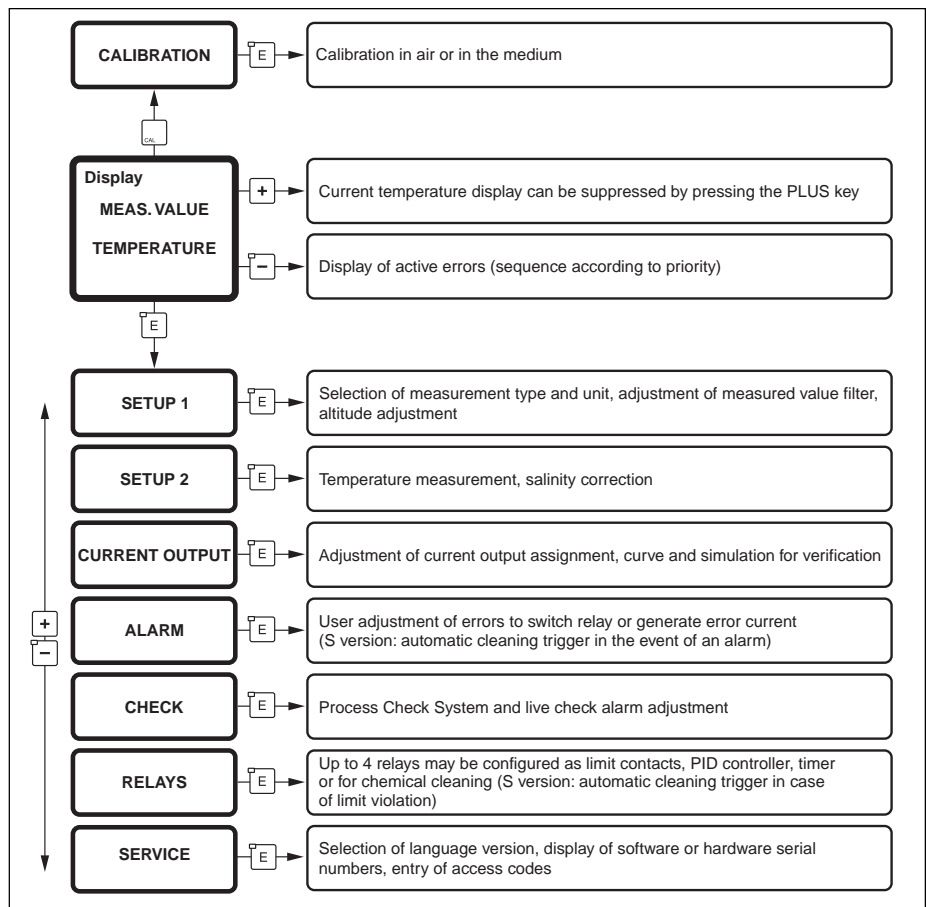 CALIBRATION
E
Calibration in air or in the medium
CAL
Display
MEAS. VALUE
TEMPERATURE
+
Current temperature display can be suppressed by pressing the PLUS key
−
Display of active errors (sequence according to priority)
E
SETUP 1
E
Selection of measurement type and unit, adjustment of measured value filter,
altitude adjustment
SETUP 2
E
Temperature measurement, salinity correction
CURRENT OUTPUT
E
Adjustment of current output assignment, curve and simulation for verification
+
−
ALARM
E
User adjustment of errors to switch relay or generate error current
(S version: automatic cleaning trigger in the event of an alarm)
CHECK
E
Process Check System and live check alarm adjustment
RELAYS
E
Up to 4 relays may be configured as limit contacts, PID controller, timer
or for chemical cleaning (S version: automatic cleaning trigger in case
of limit violation)
SERVICE
E
Selection of language version, display of software or hardware serial
numbers, entry of access codes